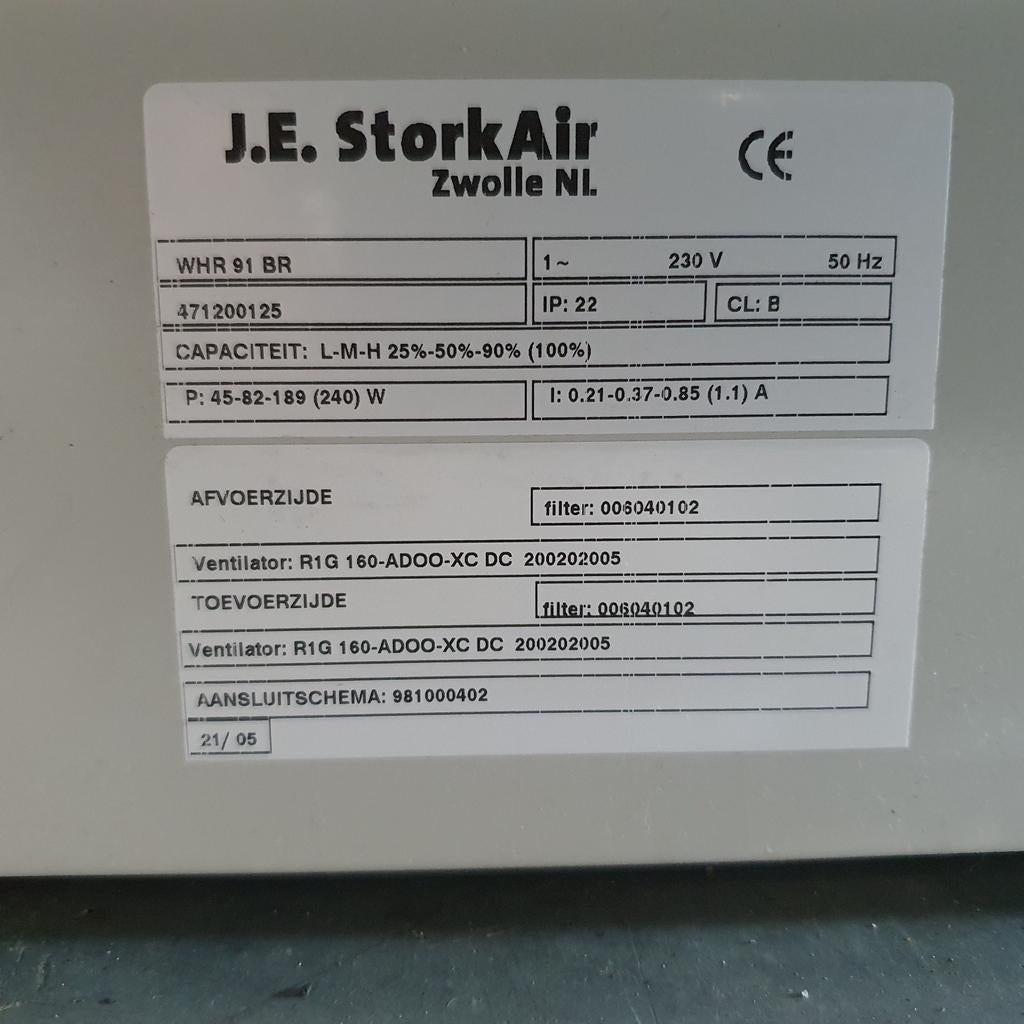 J.E. StorkAir
Zwolle Nl.
CE
WHR 91 BR
1~ 230 V 50 Hz
471200125
IP: 22
CL: B
CAPACITEIT: L-M-H 25%-50%-90% (100%)
P: 45-82-189 (240) W
I: 0.21-0.37-0.85 (1.1) A
AFVOERZIJDE
filter: 006040102
Ventilator: R1G 160-ADOO-XC DC 200202005
TOEVOERZIJDE
filter: 006040102
Ventilator: R1G 160-ADOO-XC DC 200202005
AANSLUITSCHEMA: 981000402
21/ 05